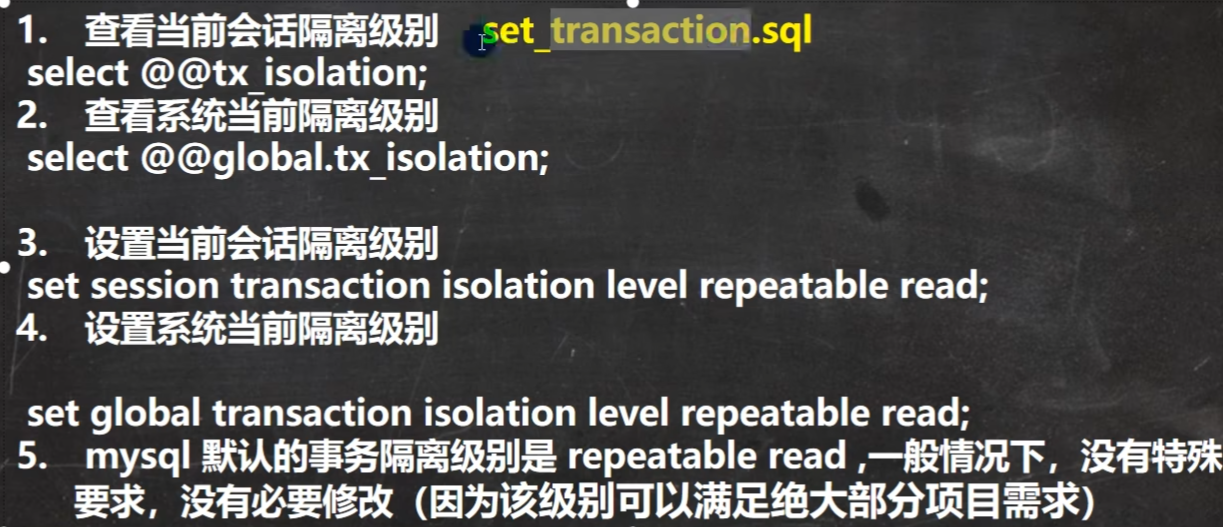 1. 查看当前会话隔离级别 set_transaction.sql
select @@tx_isolation;
2. 查看系统当前隔离级别
select @@global.tx_isolation;
3. 设置当前会话隔离级别
set session transaction isolation level repeatable read;
4. 设置系统当前隔离级别
set global transaction isolation level repeatable read;
5. mysql 默认的事务隔离级别是 repeatable read ,一般情况下，没有特殊
要求，没有必要修改（因为该级别可以满足绝大部分项目需求）